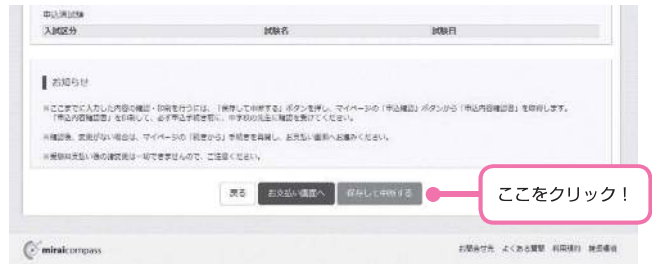 申込済試験
入試区分 試験名 試験日
お知らせ
※ここまでに入力した内容の確認・印刷を行うには、「保存して中断する」ボタンを押し、マイページの「申込確認」ボタンから「申込内容確認書」を取得します。
「申込内容確認書」を印刷して、必ず申込手続き前に、中学校の先生に確認を受けてください。
※確認後、変更がない場合は、マイページの「続きから」手続きを再開し、お支払い画面へお進みください。
※受験料支払い後の諸変更は一切できませんので、ご注意ください。
戻る お支払い画面へ 保存して中断する ここをクリック！
miraicompass お問合せ先 よくある質問 利用規約 推奨環境